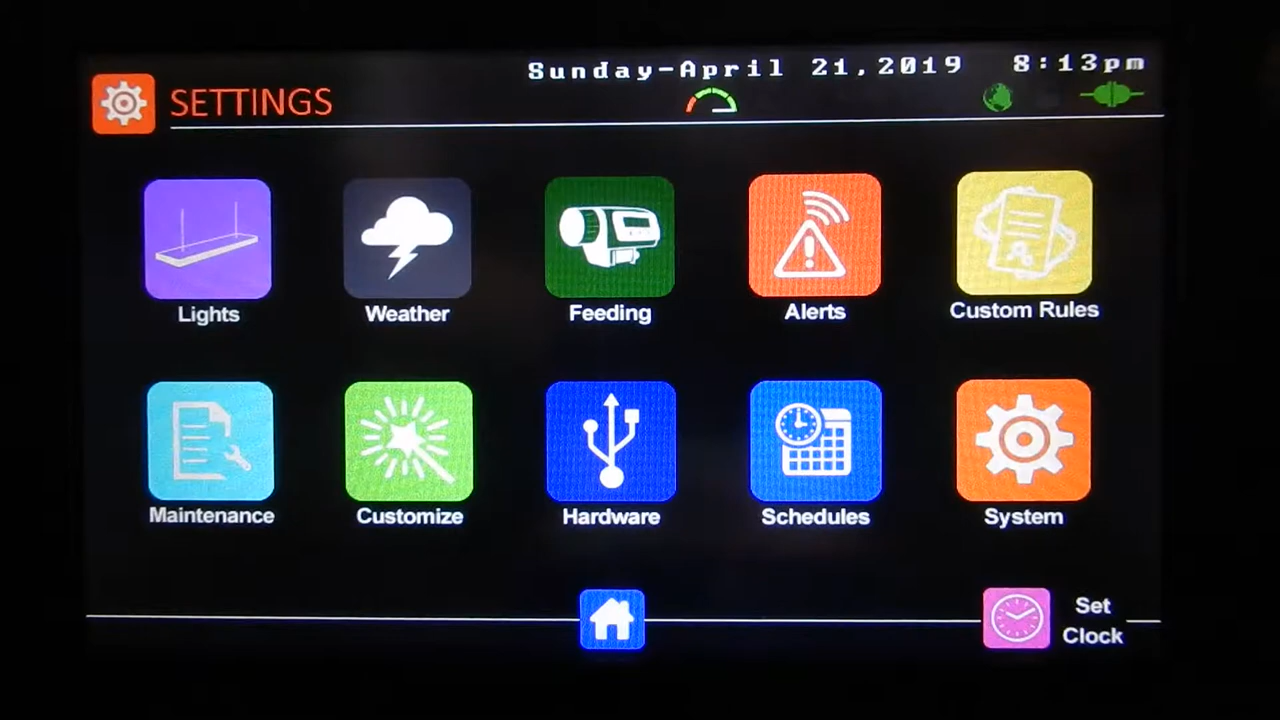 Sunday-April 21,2019 8:13pm
SETTINGS
Lights Weather Feeding Alerts Custom Rules
Maintenance Customize Hardware Schedules System
Set
Clock